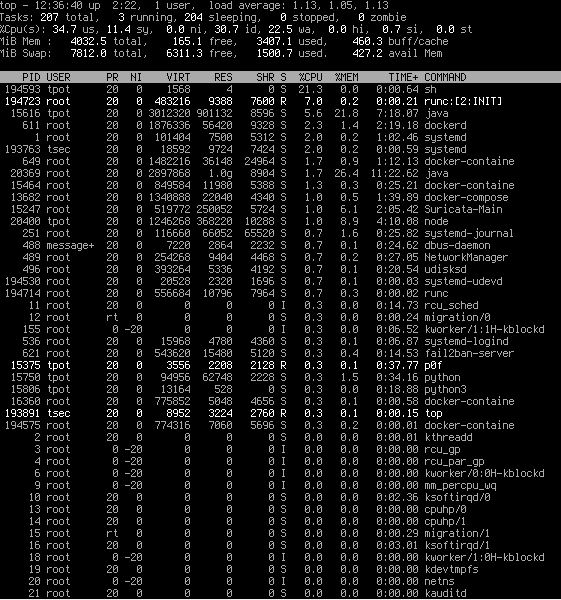 top - 12:36:40 up  2:22,  1 user,  load average: 1.13, 1.05, 1.13
Tasks: 207 total,   3 running, 204 sleeping,   0 stopped,   0 zombie
%Cpu(s): 34.7 us, 11.4 sy,  0.0 ni, 30.7 id, 22.5 wa,  0.0 hi,  0.7 si,  0.0 st
MiB Mem :   4032.5 total,    165.1 free,   3407.1 used,    460.3 buff/cache
MiB Swap:   7812.0 total,   6311.3 free,   1500.7 used.    427.2 avail Mem
PID USER      PR  NI    VIRT    RES    SHR S  %CPU  %MEM     TIME+ COMMAND
194593 tpot      20   0    1568      4      0 S  21.3   0.0   0:00.64 sh
194723 root      20   0  483216   9388   7600 R   7.0   0.2   0:00.21 runc:[2:INIT]
15616 tpot      20   0 3012320 901132   8596 S   5.6  21.8   7:18.07 java
611 root      20   0 1876336  56420   9328 S   2.3   1.4   2:19.18 dockerd
1 root      20   0  101404   7500   5312 S   2.0   0.2   1:02.46 systemd
193763 tsec      20   0   18592   9724   7424 S   2.0   0.2   0:00.59 systemd
649 root      20   0 1482216  36148  24964 S   1.7   0.9   1:12.13 docker-containe
20369 root      20   0 2897868   1.0g   8904 S   1.7  26.4  11:22.62 java
15464 root      20   0  849584  11980   5388 S   1.3   0.3   0:25.21 docker-containe
13682 root      20   0 1340888  22040   4340 S   1.0   0.5   1:39.89 docker-compose
15247 root      20   0  519772 250052   5724 S   1.0   6.1   2:05.42 Suricata-Main
20400 tpot      20   0 1246268 368220  10288 S   1.0   8.9   4:10.08 node
251 root      20   0  116660  66052  65520 S   0.7   1.6   0:25.82 systemd-journal
488 message+  20   0    7220   2864   2232 S   0.7   0.1   0:24.62 dbus-daemon
489 root      20   0  254268   9404   4468 S   0.7   0.2   0:27.05 NetworkManager
496 root      20   0  393264   5336   4192 S   0.7   0.1   0:20.54 udisksd
194530 root      20   0   20528   2320   1696 S   0.7   0.1   0:00.03 systemd-udevd
194714 root      20   0  556684  10796   7964 S   0.7   0.3   0:00.02 runc
11 root      20   0       0      0      0 I   0.3   0.0   0:14.73 rcu_sched
12 root      rt   0       0      0      0 S   0.3   0.0   0:00.24 migration/0
155 root       0 -20       0      0      0 I   0.3   0.0   0:06.52 kworker/1:1H-kblockd
536 root      20   0   15968   4780   4360 S   0.3   0.1   0:06.87 systemd-logind
621 root      20   0  543620  15480   5120 S   0.3   0.4   0:14.53 fail2ban-server
15375 tpot      20   0    3556   2208   2128 R   0.3   0.1   0:37.77 p0f
15750 tpot      20   0   94956  62748   2228 S   0.3   1.5   0:34.16 python
15806 tpot      20   0   13164    528      0 S   0.3   0.0   0:18.88 python3
16360 root      20   0  775852   5048   4656 S   0.3   0.1   0:00.58 docker-containe
193891 tsec      20   0    8952   3224   2760 R   0.3   0.1   0:00.15 top
194575 root      20   0  774316   7060   5696 S   0.3   0.2   0:00.01 docker-containe
2 root      20   0       0      0      0 S   0.0   0.0   0:00.01 kthreadd
3 root       0 -20       0      0      0 I   0.0   0.0   0:00.00 rcu_gp
4 root       0 -20       0      0      0 I   0.0   0.0   0:00.00 rcu_par_gp
6 root       0 -20       0      0      0 I   0.0   0.0   0:00.00 kworker/0:0H-kblockd
9 root       0 -20       0      0      0 I   0.0   0.0   0:00.00 mm_percpu_wq
10 root      20   0       0      0      0 S   0.0   0.0   0:02.36 ksoftirqd/0
13 root      20   0       0      0      0 S   0.0   0.0   0:00.00 cpuhp/0
14 root      20   0       0      0      0 S   0.0   0.0   0:00.00 cpuhp/1
15 root      rt   0       0      0      0 S   0.0   0.0   0:00.29 migration/1
16 root      20   0       0      0      0 S   0.0   0.0   0:03.01 ksoftirqd/1
18 root       0 -20       0      0      0 I   0.0   0.0   0:00.00 kworker/1:0H-kblockd
19 root      20   0       0      0      0 S   0.0   0.0   0:00.00 kdevtmpfs
20 root       0 -20       0      0      0 I   0.0   0.0   0:00.00 netns
21 root      20   0       0      0      0 S   0.0   0.0   0:00.00 kauditd